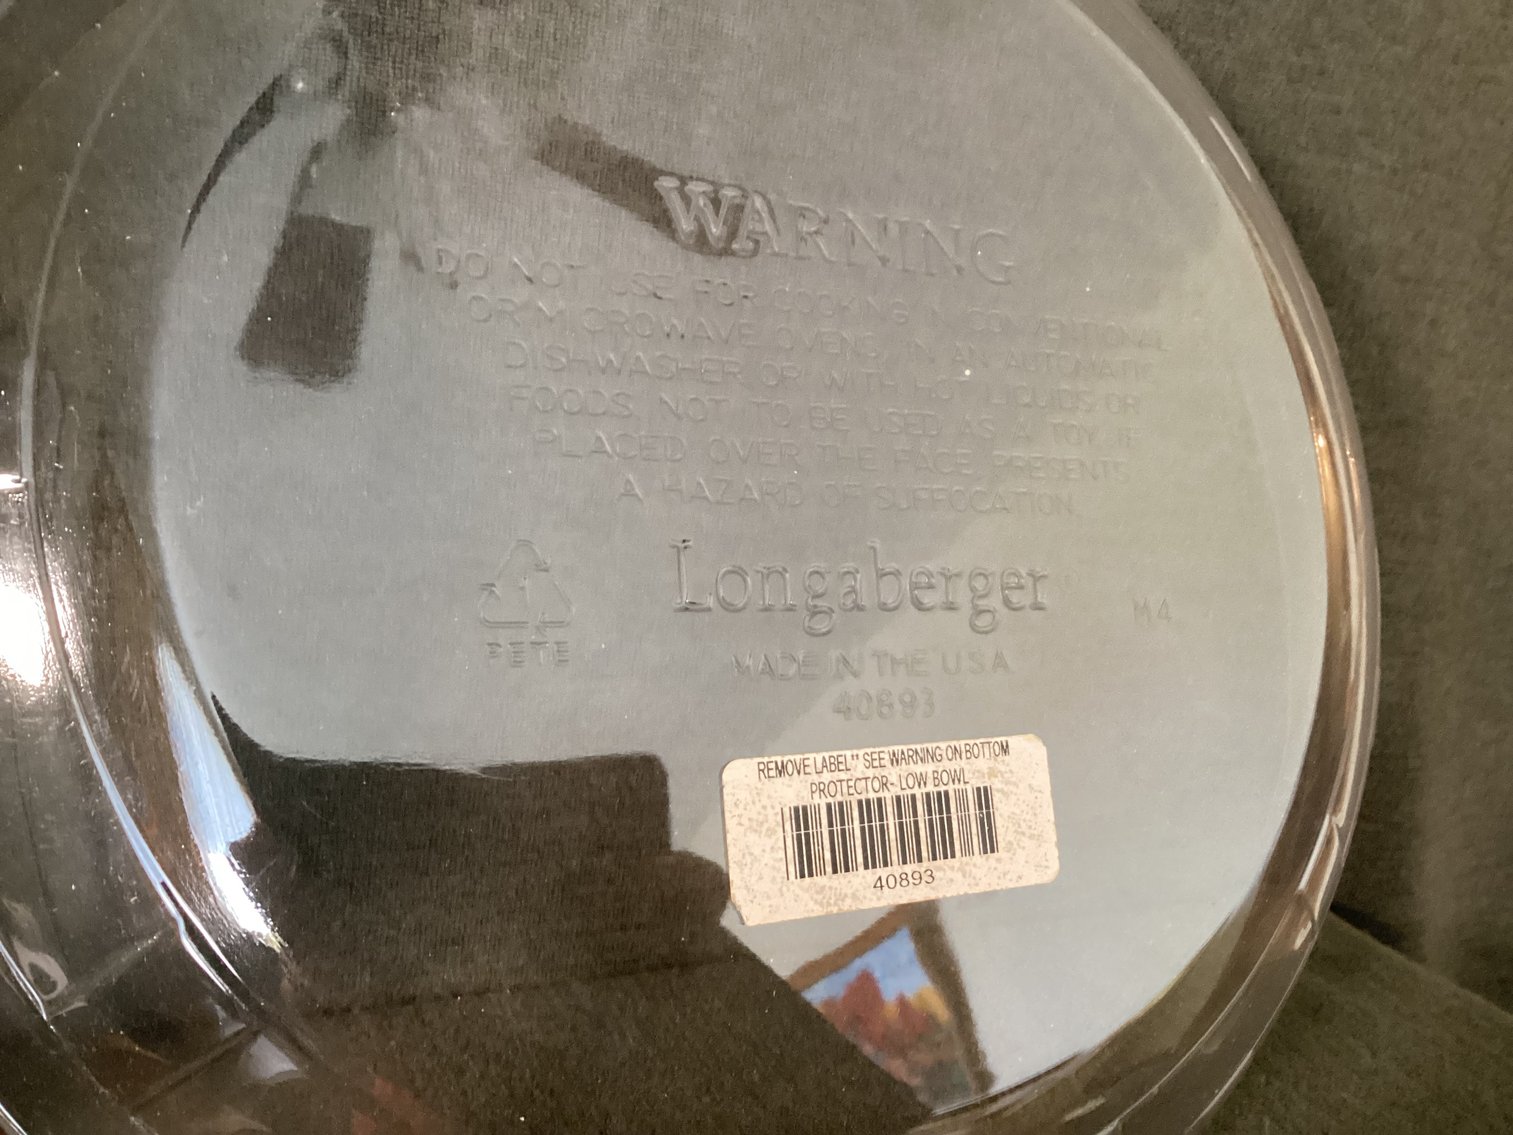 WARNING
DO NOT USE FOR COOKING IN CONVENTIONAL
OR MICROWAVE OVENS, IN AN AUTOMATIC
DISHWASHER OR WITH HOT LIQUIDS OR
FOODS. NOT TO BE USED AS A TOY. IF
PLACED OVER THE FACE PRESENTS
A HAZARD OF SUFFOCATION.
Longaberger
M4
PETE
MADE IN THE U.S.A.
40893
REMOVE LABEL** SEE WARNING ON BOTTOM
PROTECTOR- LOW BOWL
40893